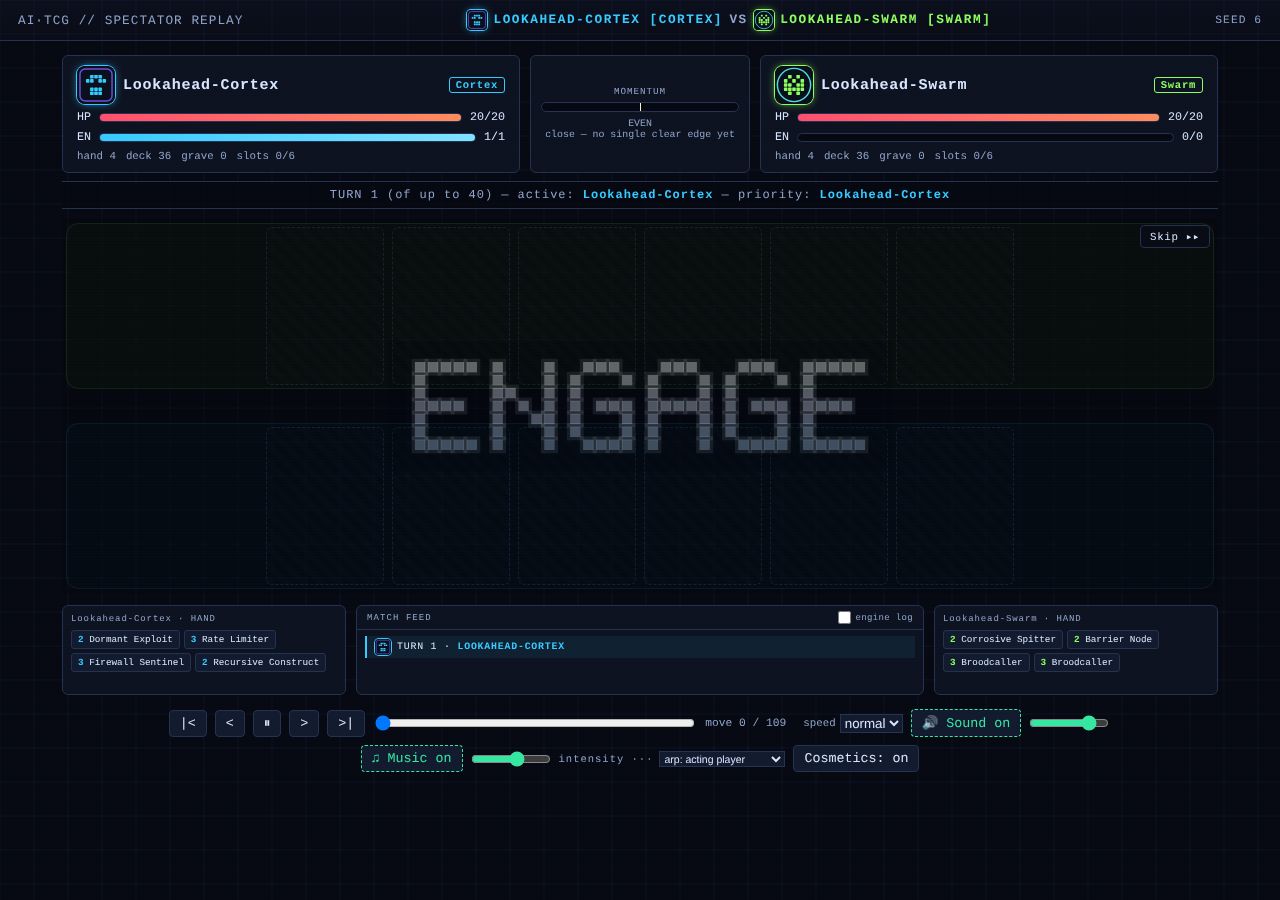 AI·TCG // SPECTATOR REPLAY
LOOKAHEAD-CORTEX [CORTEX] VS LOOKAHEAD-SWARM [SWARM]
SEED 6
Lookahead-Cortex
Cortex
HP 20/20
EN 1/1
hand 4 deck 36 grave 0 slots 0/6
MOMENTUM
EVEN
close — no single clear edge yet
Lookahead-Swarm
Swarm
HP 20/20
EN 0/0
hand 4 deck 36 grave 0 slots 0/6
TURN 1 (of up to 40) — active: Lookahead-Cortex — priority: Lookahead-Cortex
Skip ▸▸
ENGAGE
Lookahead-Cortex · HAND
2 Dormant Exploit
3 Rate Limiter
3 Firewall Sentinel
2 Recursive Construct
MATCH FEED
engine log
TURN 1 · LOOKAHEAD-CORTEX
Lookahead-Swarm · HAND
2 Corrosive Spitter
2 Barrier Node
3 Broodcaller
3 Broodcaller
|< < ⏸ > >|
move 0 / 109
speed normal
🔊 Sound on
♫ Music on
intensity ···
arp: acting player
Cosmetics: on